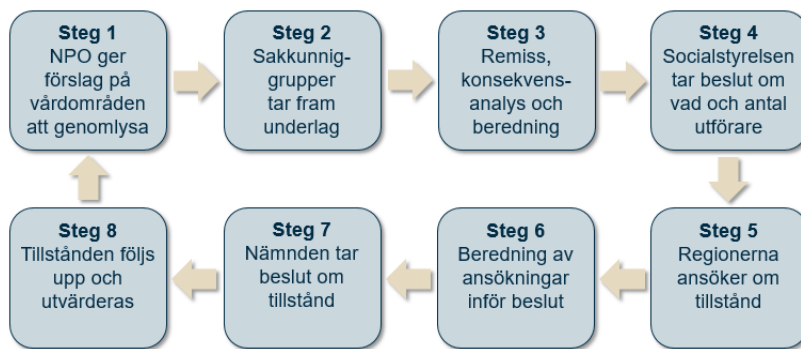 Steg 1
NPO ger
förslag på
vårdområden
att genomlysa
Steg 2
Sakkunnig-
grupper
tar fram
underlag
Steg 3
Remiss,
konsekvens-
analys och
beredning
Steg 4
Socialstyrelsen
tar beslut om
vad och antal
utförare
Steg 5
Regionerna
ansöker om
tillstånd
Steg 6
Beredning av
ansökningar
inför beslut
Steg 7
Nämnden tar
beslut om
tillstånd
Steg 8
Tillstånden följs
upp och
utvärderas